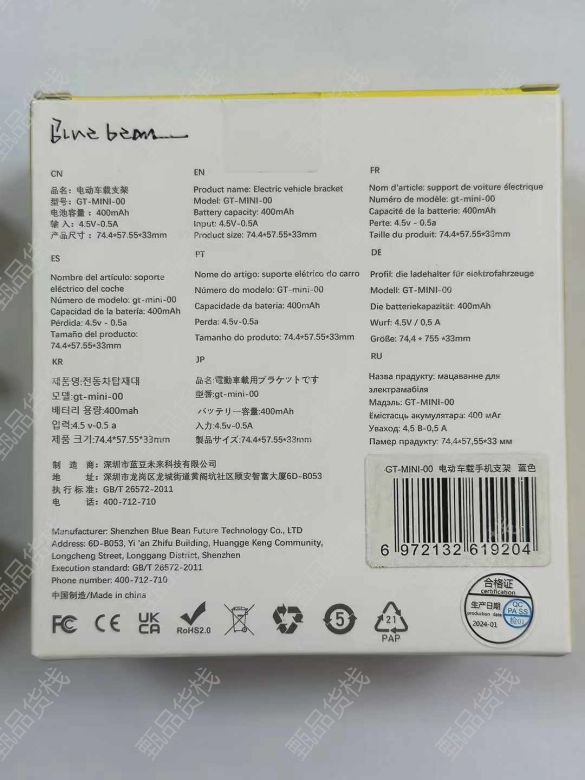 Blue bean
CN
品名：电动车载支架
型号：GT-MINI-00
电池容量：400mAh
输 入：4.5V-0.5A
产品尺寸：74.4*57.55*33mm
EN
Product name: Electric vehicle bracket
Model: GT-MINI-00
Battery capacity: 400mAh
Input: 4.5V-0.5A
Product size: 74.4*57.55*33mm
FR
Nom d'article: support de voiture électrique
Numéro de modèle: gt-mini-00
Capacité de la batterie: 400mAh
Perte: 4.5v - 0.5a
Taille du produit: 74.4*57.55*33mm
ES
Nombre del artículo: soporte
eléctrico del coche
Número de modelo: gt-mini-00
Capacidad de la batería: 400mAh
Pérdida: 4.5v - 0.5a
Tamaño del producto:
74.4*57.55*33mm
PT
Nome do artigo: suporte elétrico do carro
Número do modelo: GT-mini-00
Capacidade da bateria: 400mAh
Perda: 4.5v-0.5a
Tamanho do produto: 74.4*57.55*33mm
DE
Profil: die ladehalter für elektrofahrzeuge
Modell: GT-MINI-00
Die batteriekapazität: 400mAh
Wurf: 4.5V / 0,5 A
Größe: 74,4 * 755 *33mm
KR
제품명:전동차탑재대
모델:gt-mini-00
배터리 용량:400mah
입력:4.5 v-0.5 a
제품 크기:74.4*57.55*33mm
JP
品名:電動車載用ブラケットです
型番:gt-mini-00
バッテリー容量:400mAh
入力:4.5v-0.5a
製品サイズ:74.4*57.55*33mm
RU
Назва прадукту: мацаванне для
электрамабіля
Мадэль: GT-MINI-00
Ёмістасць акумулятара: 400 мАг
Уваход: 4.5 В-0,5 А
Памер прадукту: 74,4*57,55*33 мм
制 造 商：深圳市蓝豆未来科技有限公司
地 址：深圳市龙岗区龙城街道黄阁坑社区颐安智富大厦6D-B053
执行标准：GB/T 26572-2011
电 话：400-712-710
Manufacturer: Shenzhen Blue Bean Future Technology Co., LTD
Address: 6D-B053, Yi 'an Zhifu Building, Huangge Keng Community,
Longcheng Street, Longgang District, Shenzhen
Execution standard: GB/T 26572-2011
Phone number: 400-712-710
中国制造/Made in china
GT-MINI-00 电动车载手机支架 蓝色
6 972132 619204
FC CE UK CA RoHS2.0 5 21 PAP
合格证
certification
生产日期
production date
2024-01
QC
PASS
甄品货栈